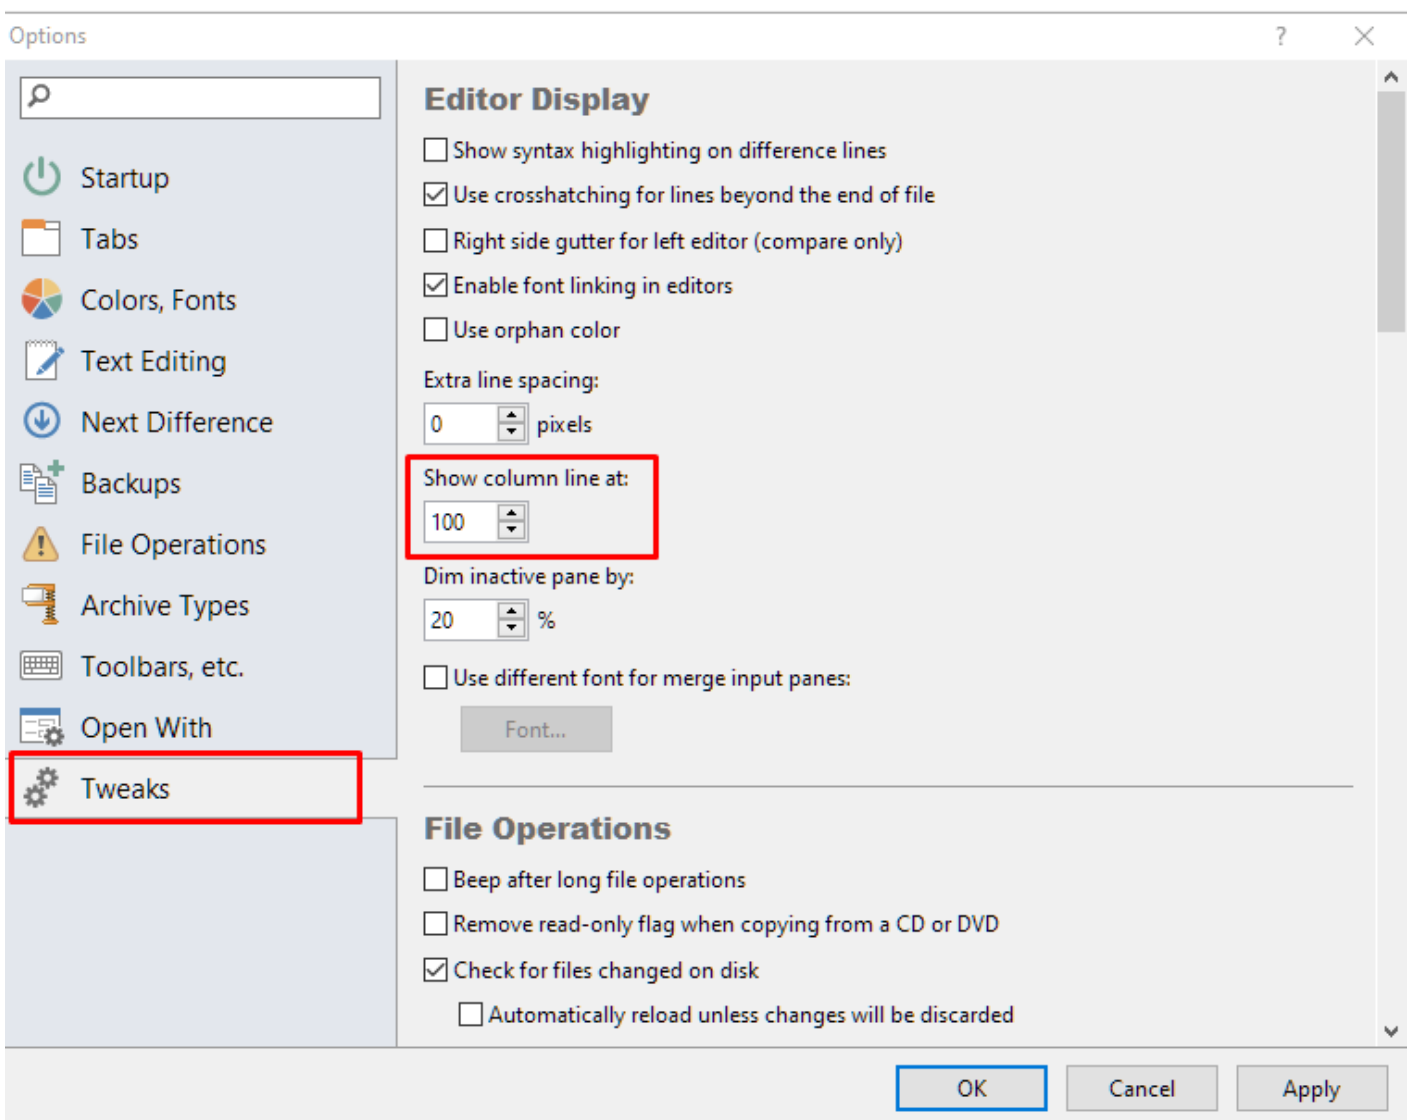 Options
Startup
Tabs
Colors, Fonts
Text Editing
Next Difference
Backups
File Operations
Archive Types
Toolbars, etc.
Open With
Tweaks
Editor Display
Show syntax highlighting on difference lines
Use crosshatching for lines beyond the end of file
Right side gutter for left editor (compare only)
Enable font linking in editors
Use orphan color
Extra line spacing:
0 pixels
Show column line at:
100
Dim inactive pane by:
20 %
Use different font for merge input panes:
Font...
File Operations
Beep after long file operations
Remove read-only flag when copying from a CD or DVD
Check for files changed on disk
Automatically reload unless changes will be discarded
OK Cancel Apply